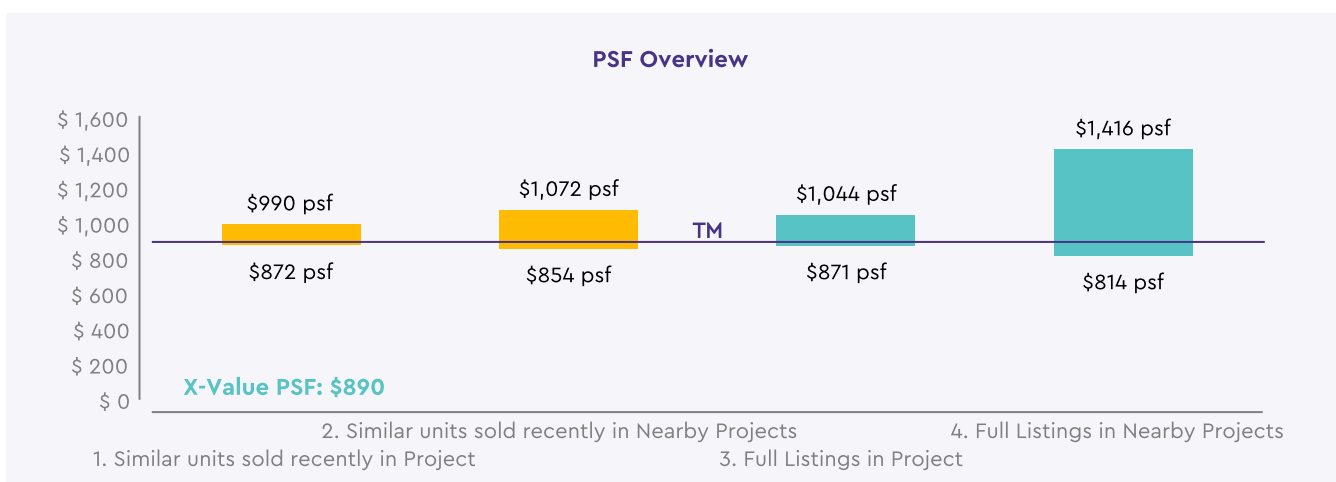 PSF Overview
$ 1,600
$ 1,400
$ 1,200
$ 1,000
$ 800
$ 600
$ 400
$ 200
$ 0
$990 psf
$872 psf
$1,072 psf
$854 psf
TM
$1,044 psf
$871 psf
$1,416 psf
$814 psf
X-Value PSF: $890
2. Similar units sold recently in Nearby Projects
4. Full Listings in Nearby Projects
1. Similar units sold recently in Project
3. Full Listings in Project